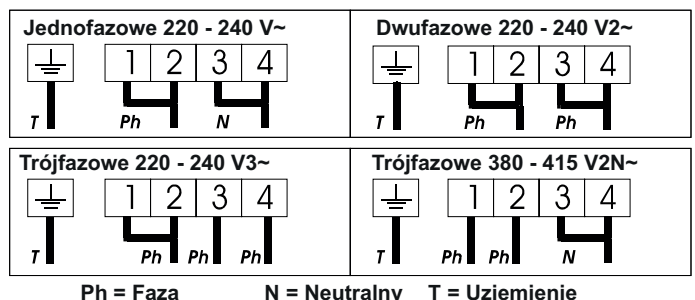 Jednofazowe 220 - 240 V~
1 2 3 4
T Ph N
Dwufazowe 220 - 240 V2~
1 2 3 4
T Ph Ph
Trójfazowe 220 - 240 V3~
1 2 3 4
T Ph Ph Ph
Trójfazowe 380 - 415 V2N~
1 2 3 4
T Ph Ph N
Ph = Faza N = Neutralny T = Uziemienie